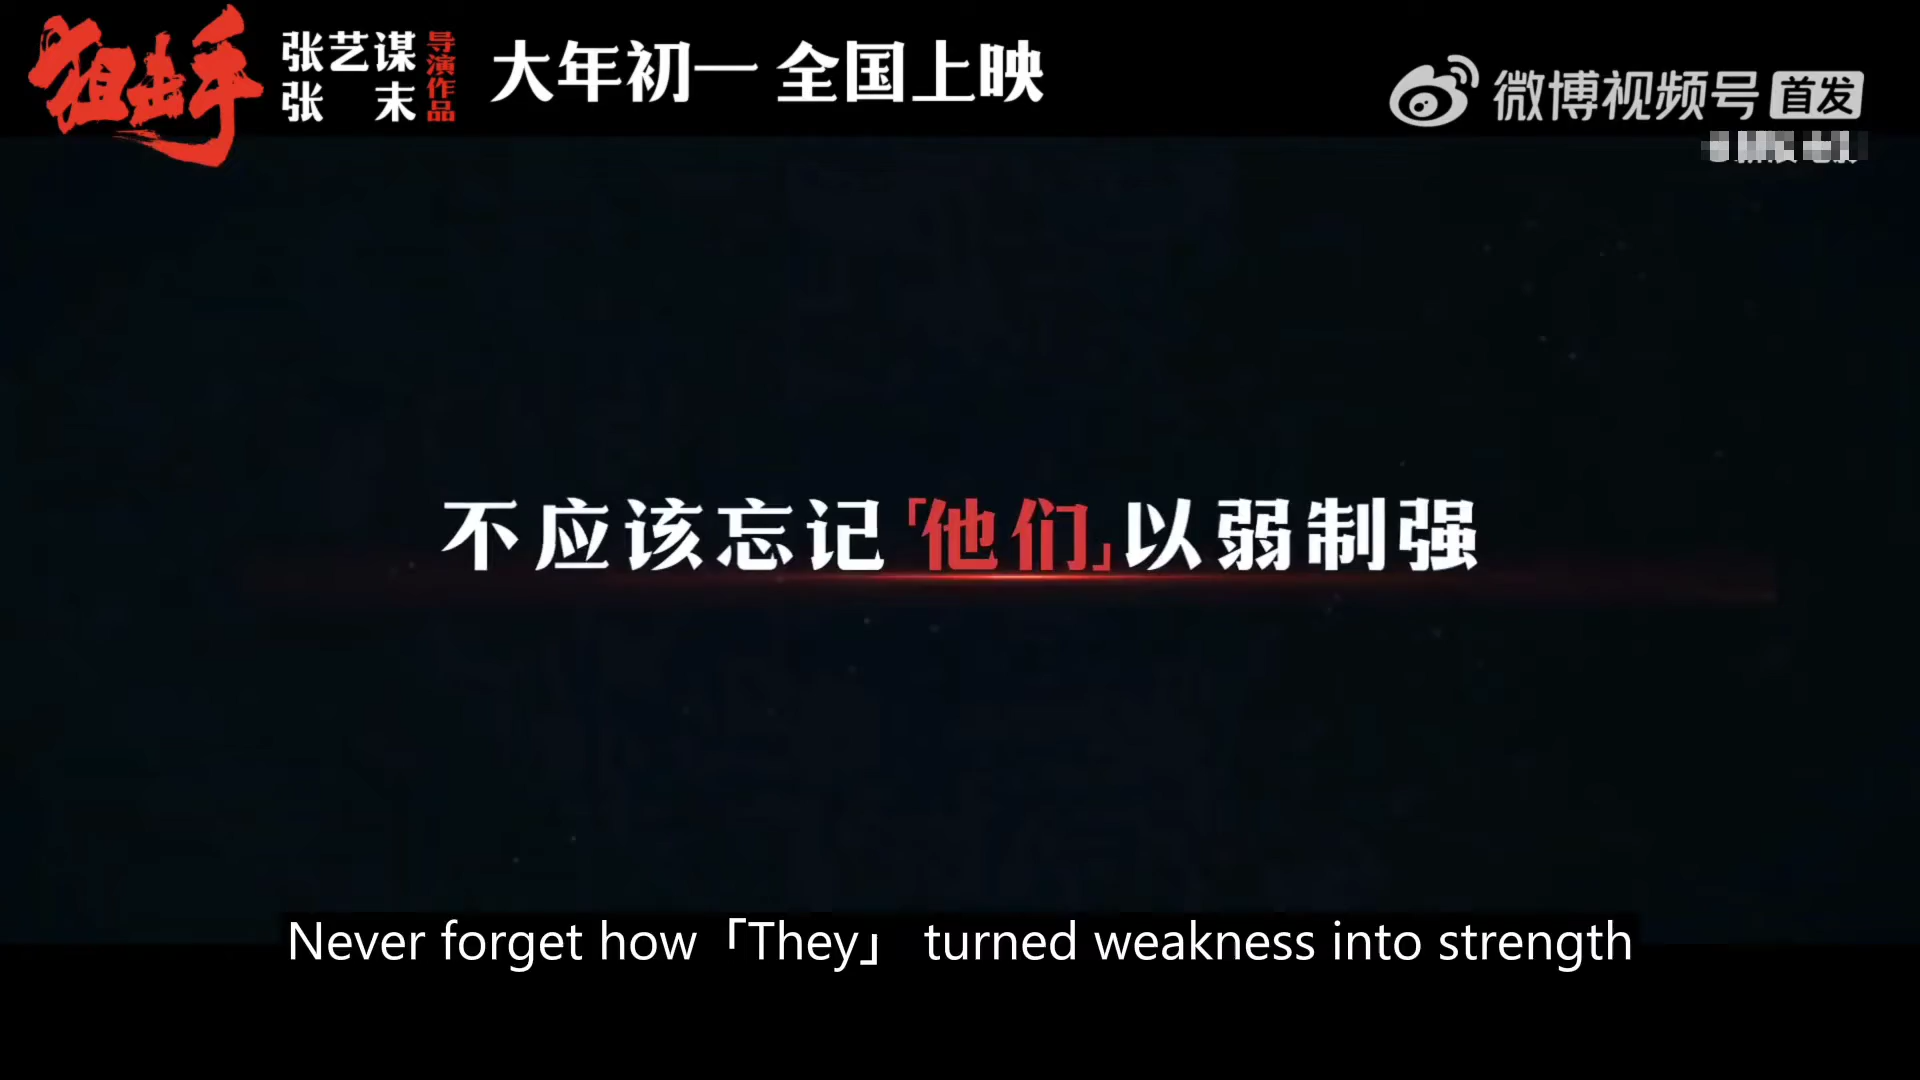 狙击手
张艺谋
张末
导演作品
大年初一 全国上映
微博视频号 首发
不应该忘记「他们」以弱制强
Never forget how「They」 turned weakness into strength